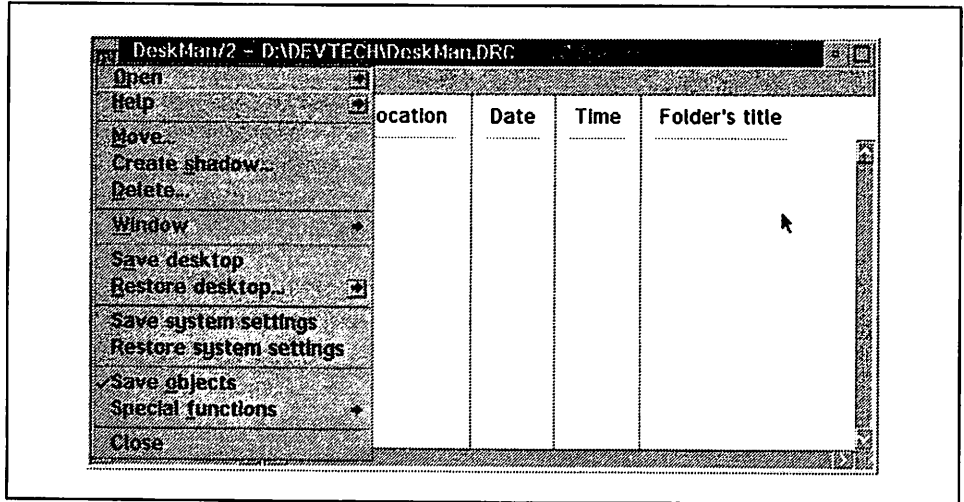 DeskMan/2 – D:\DEVTECH\DeskMan.DRC
Open
Help
ocation Date Time Folder's title
Move...
Create shadow...
Delete...
Window
Save desktop
Restore desktop...
Save system settings
Restore system settings
Save objects
Special functions
Close